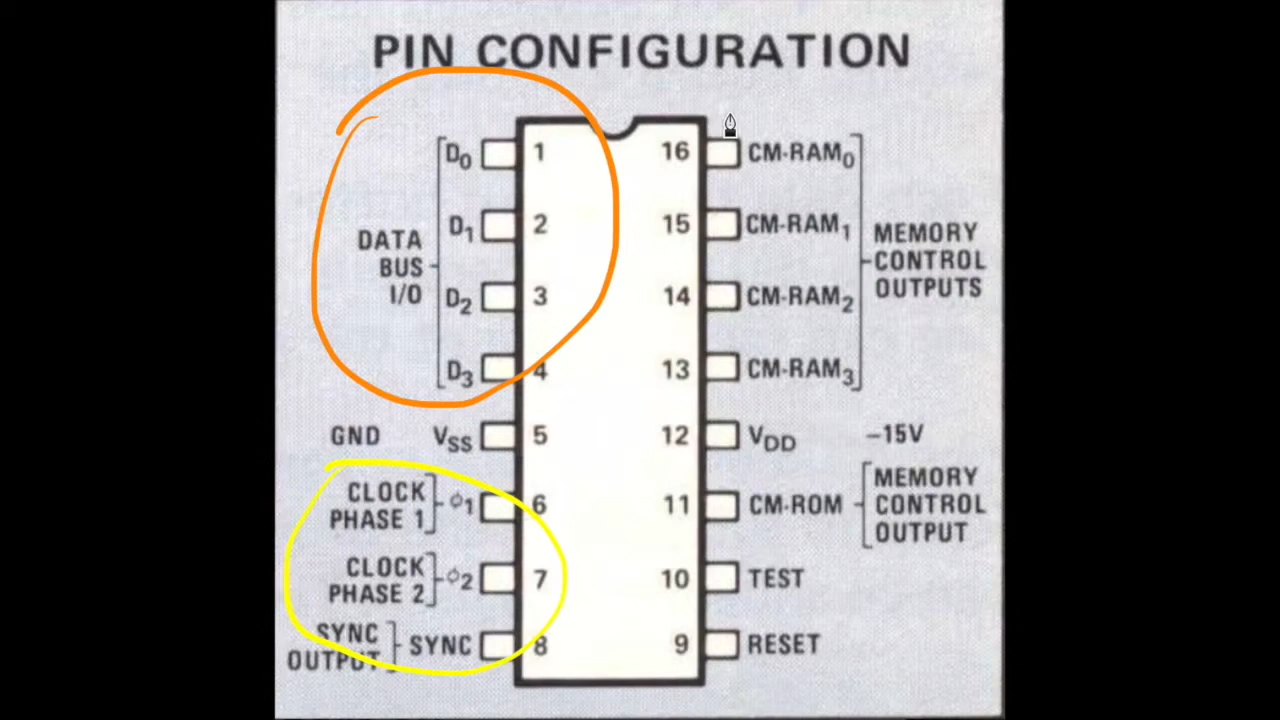 PIN CONFIGURATION
D0 1 16 CM-RAM0
D1 2 15 CM-RAM1
DATA
BUS
I/O
MEMORY
CONTROL
OUTPUTS
D2 3 14 CM-RAM2
D3 4 13 CM-RAM3
GND VSS 5 12 VDD -15V
CLOCK
PHASE 1
ϕ1 6 11 CM-ROM
MEMORY
CONTROL
OUTPUT
CLOCK
PHASE 2
ϕ2 7 10 TEST
SYNC
OUTPUT
SYNC 8 9 RESET